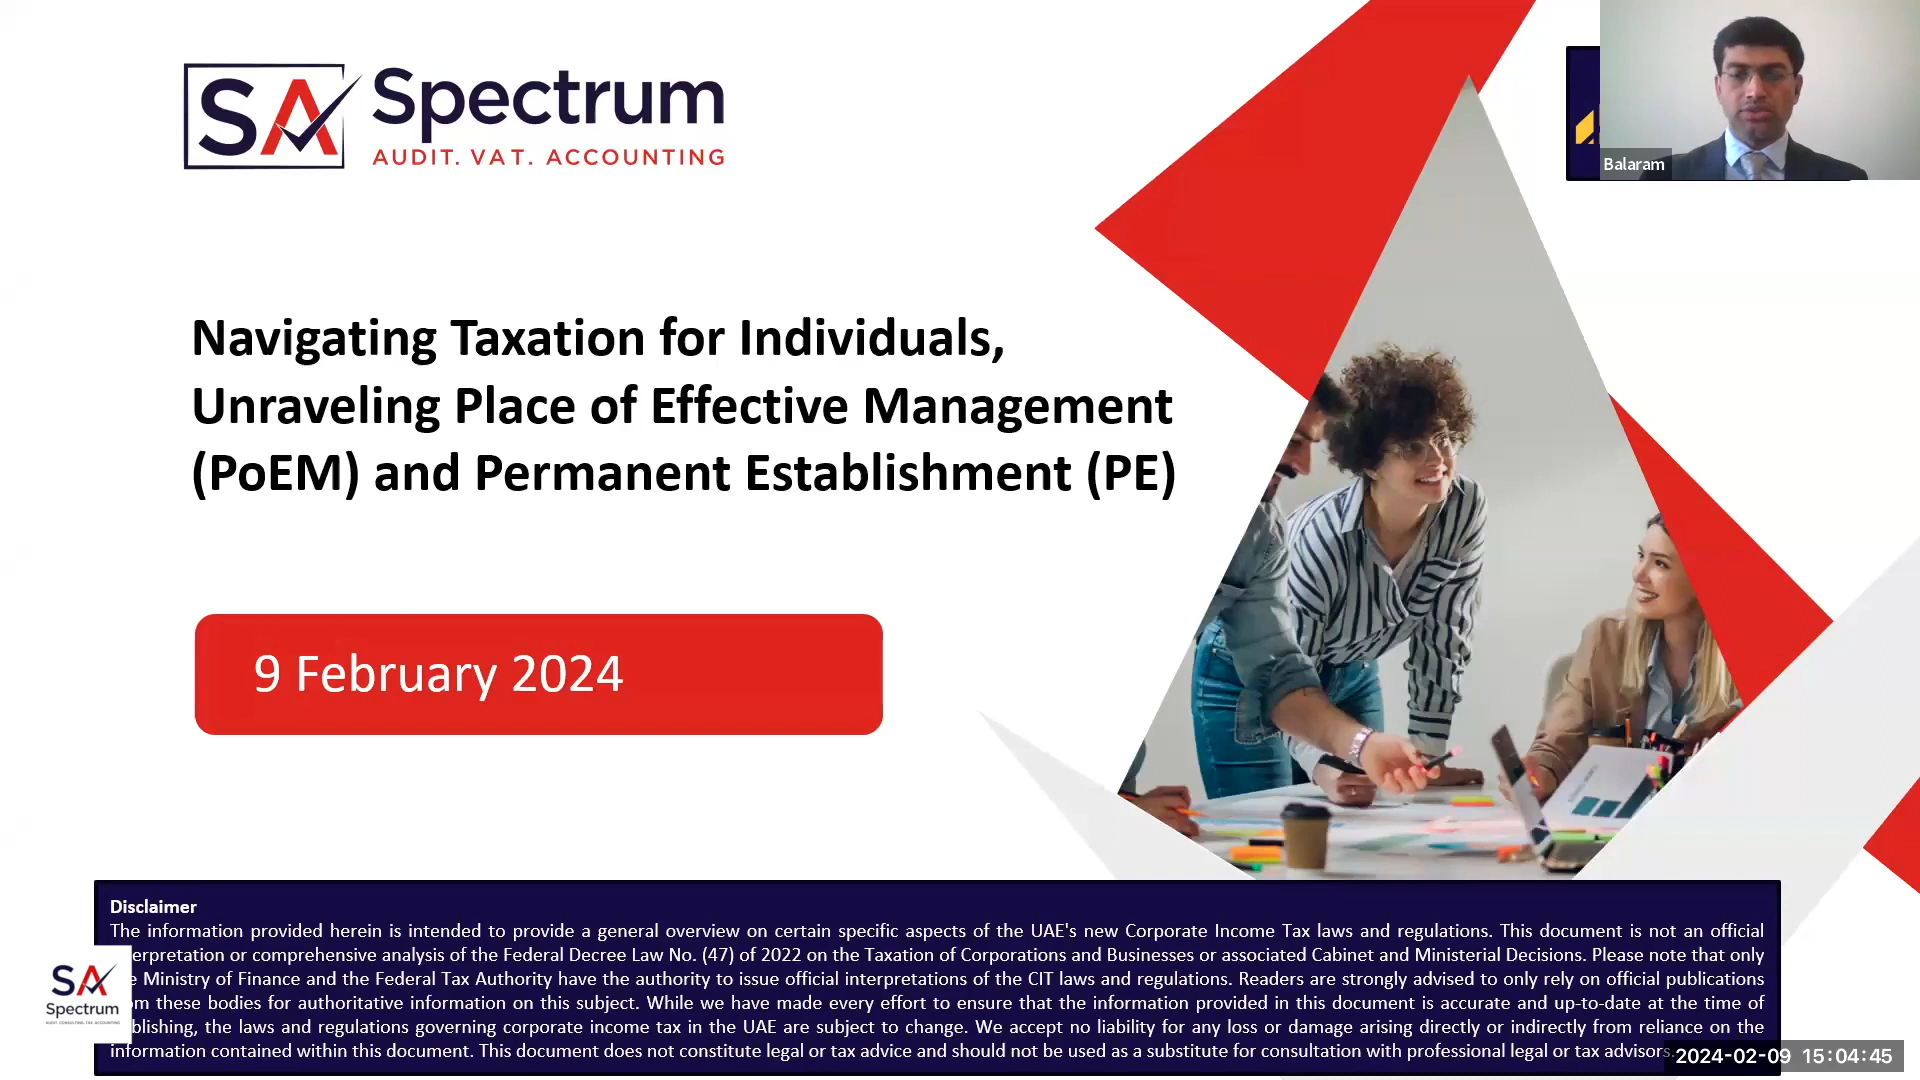 SA Spectrum
AUDIT. VAT. ACCOUNTING
Balaram
Navigating Taxation for Individuals,
Unraveling Place of Effective Management
(PoEM) and Permanent Establishment (PE)
9 February 2024
Disclaimer
The information provided herein is intended to provide a general overview on certain specific aspects of the UAE's new Corporate Income Tax laws and regulations. This document is not an official
erpretation or comprehensive analysis of the Federal Decree Law No. (47) of 2022 on the Taxation of Corporations and Businesses or associated Cabinet and Ministerial Decisions. Please note that only
e Ministry of Finance and the Federal Tax Authority have the authority to issue official interpretations of the CIT laws and regulations. Readers are strongly advised to only rely on official publications
m these bodies for authoritative information on this subject. While we have made every effort to ensure that the information provided in this document is accurate and up-to-date at the time of
blishing, the laws and regulations governing corporate income tax in the UAE are subject to change. We accept no liability for any loss or damage arising directly or indirectly from reliance on the
information contained within this document. This document does not constitute legal or tax advice and should not be used as a substitute for consultation with professional legal or tax advisors.
SA
Spectrum
2024-02-09 15:04:45